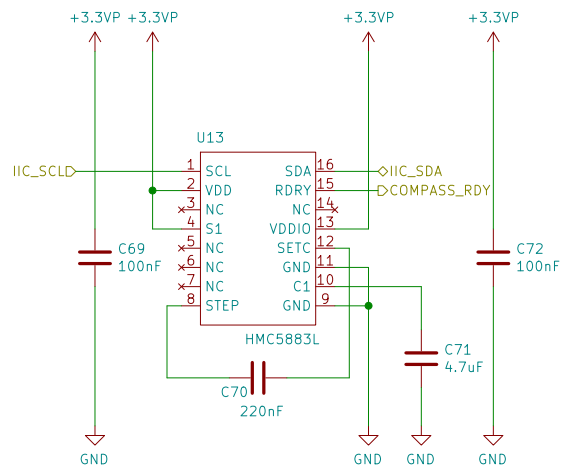 +3.3VP +3.3VP +3.3VP +3.3VP
U13
IIC_SCL 1 SCL SDA 16 IIC_SDA
2 VDD RDRY 15 COMPASS_RDY
3 NC NC 14
4 S1 VDDIO 13
5 NC SETC 12
6 NC GND 11
7 NC C1 10
8 STEP GND 9
C69
100nF
C72
100nF
HMC5883L
C71
4.7uF
C70
220nF
GND GND GND GND